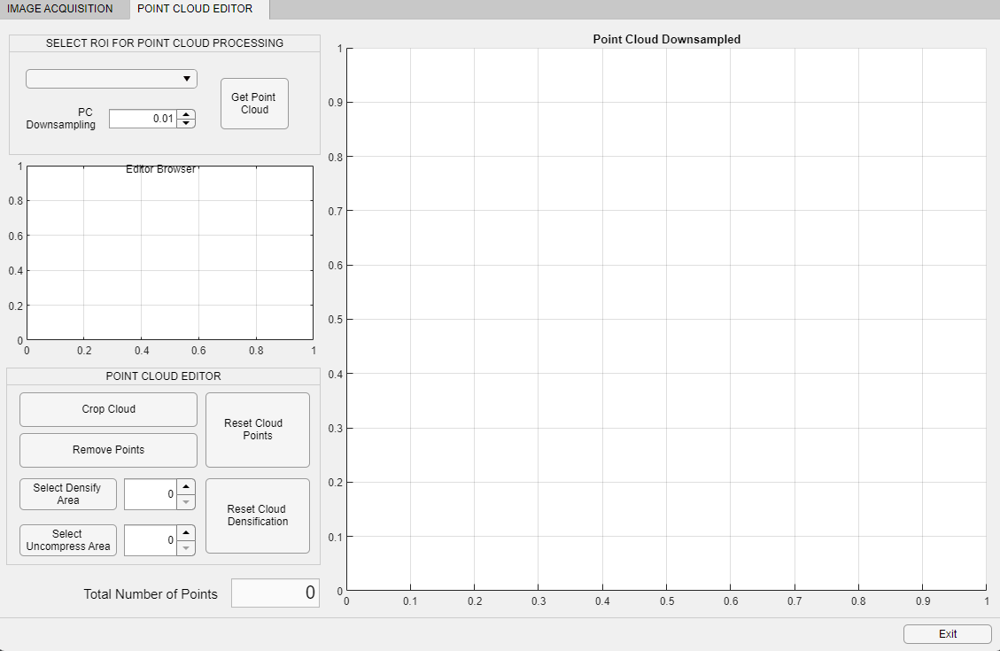 IMAGE ACQUISITION
POINT CLOUD EDITOR
SELECT ROI FOR POINT CLOUD PROCESSING
PC
Downsampling
0.01
Get Point
Cloud
Editor Browser
1
0.8
0.6
0.4
0.2
0
0 0.2 0.4 0.6 0.8 1
POINT CLOUD EDITOR
Crop Cloud
Remove Points
Reset Cloud
Points
Select Densify
Area
0
Select
Uncompress Area
0
Reset Cloud
Densification
Total Number of Points
0
Point Cloud Downsampled
1
0.9
0.8
0.7
0.6
0.5
0.4
0.3
0.2
0.1
0
0 0.1 0.2 0.3 0.4 0.5 0.6 0.7 0.8 0.9 1
Exit